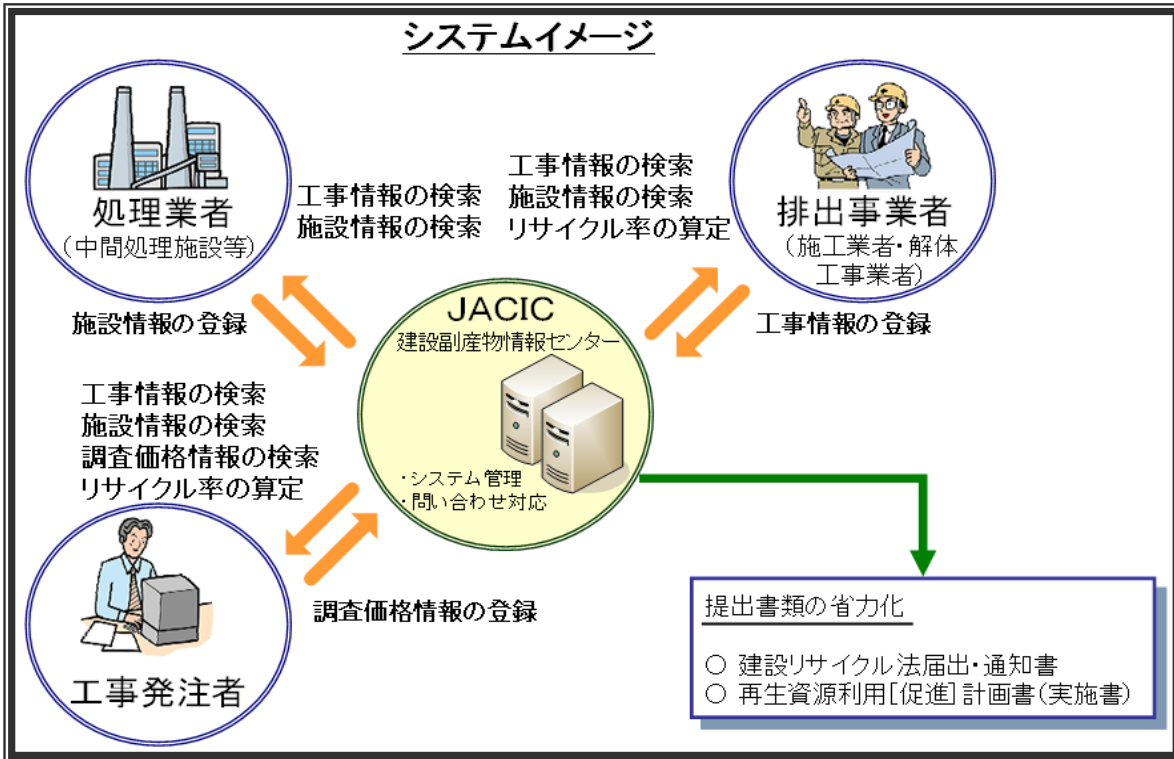 システムイメージ
処理業者
（中間処理施設等）
工事情報の検索
施設情報の検索
工事情報の検索
施設情報の検索
リサイクル率の算定
排出事業者
（施工業者・解体
工事業者）
施設情報の登録
JACIC
建設副産物情報センター
・システム管理
・問い合わせ対応
工事情報の登録
工事情報の検索
施設情報の検索
調査価格情報の検索
リサイクル率の算定
工事発注者
調査価格情報の登録
提出書類の省力化
○ 建設リサイクル法届出・通知書
○ 再生資源利用[促進]計画書（実施書）